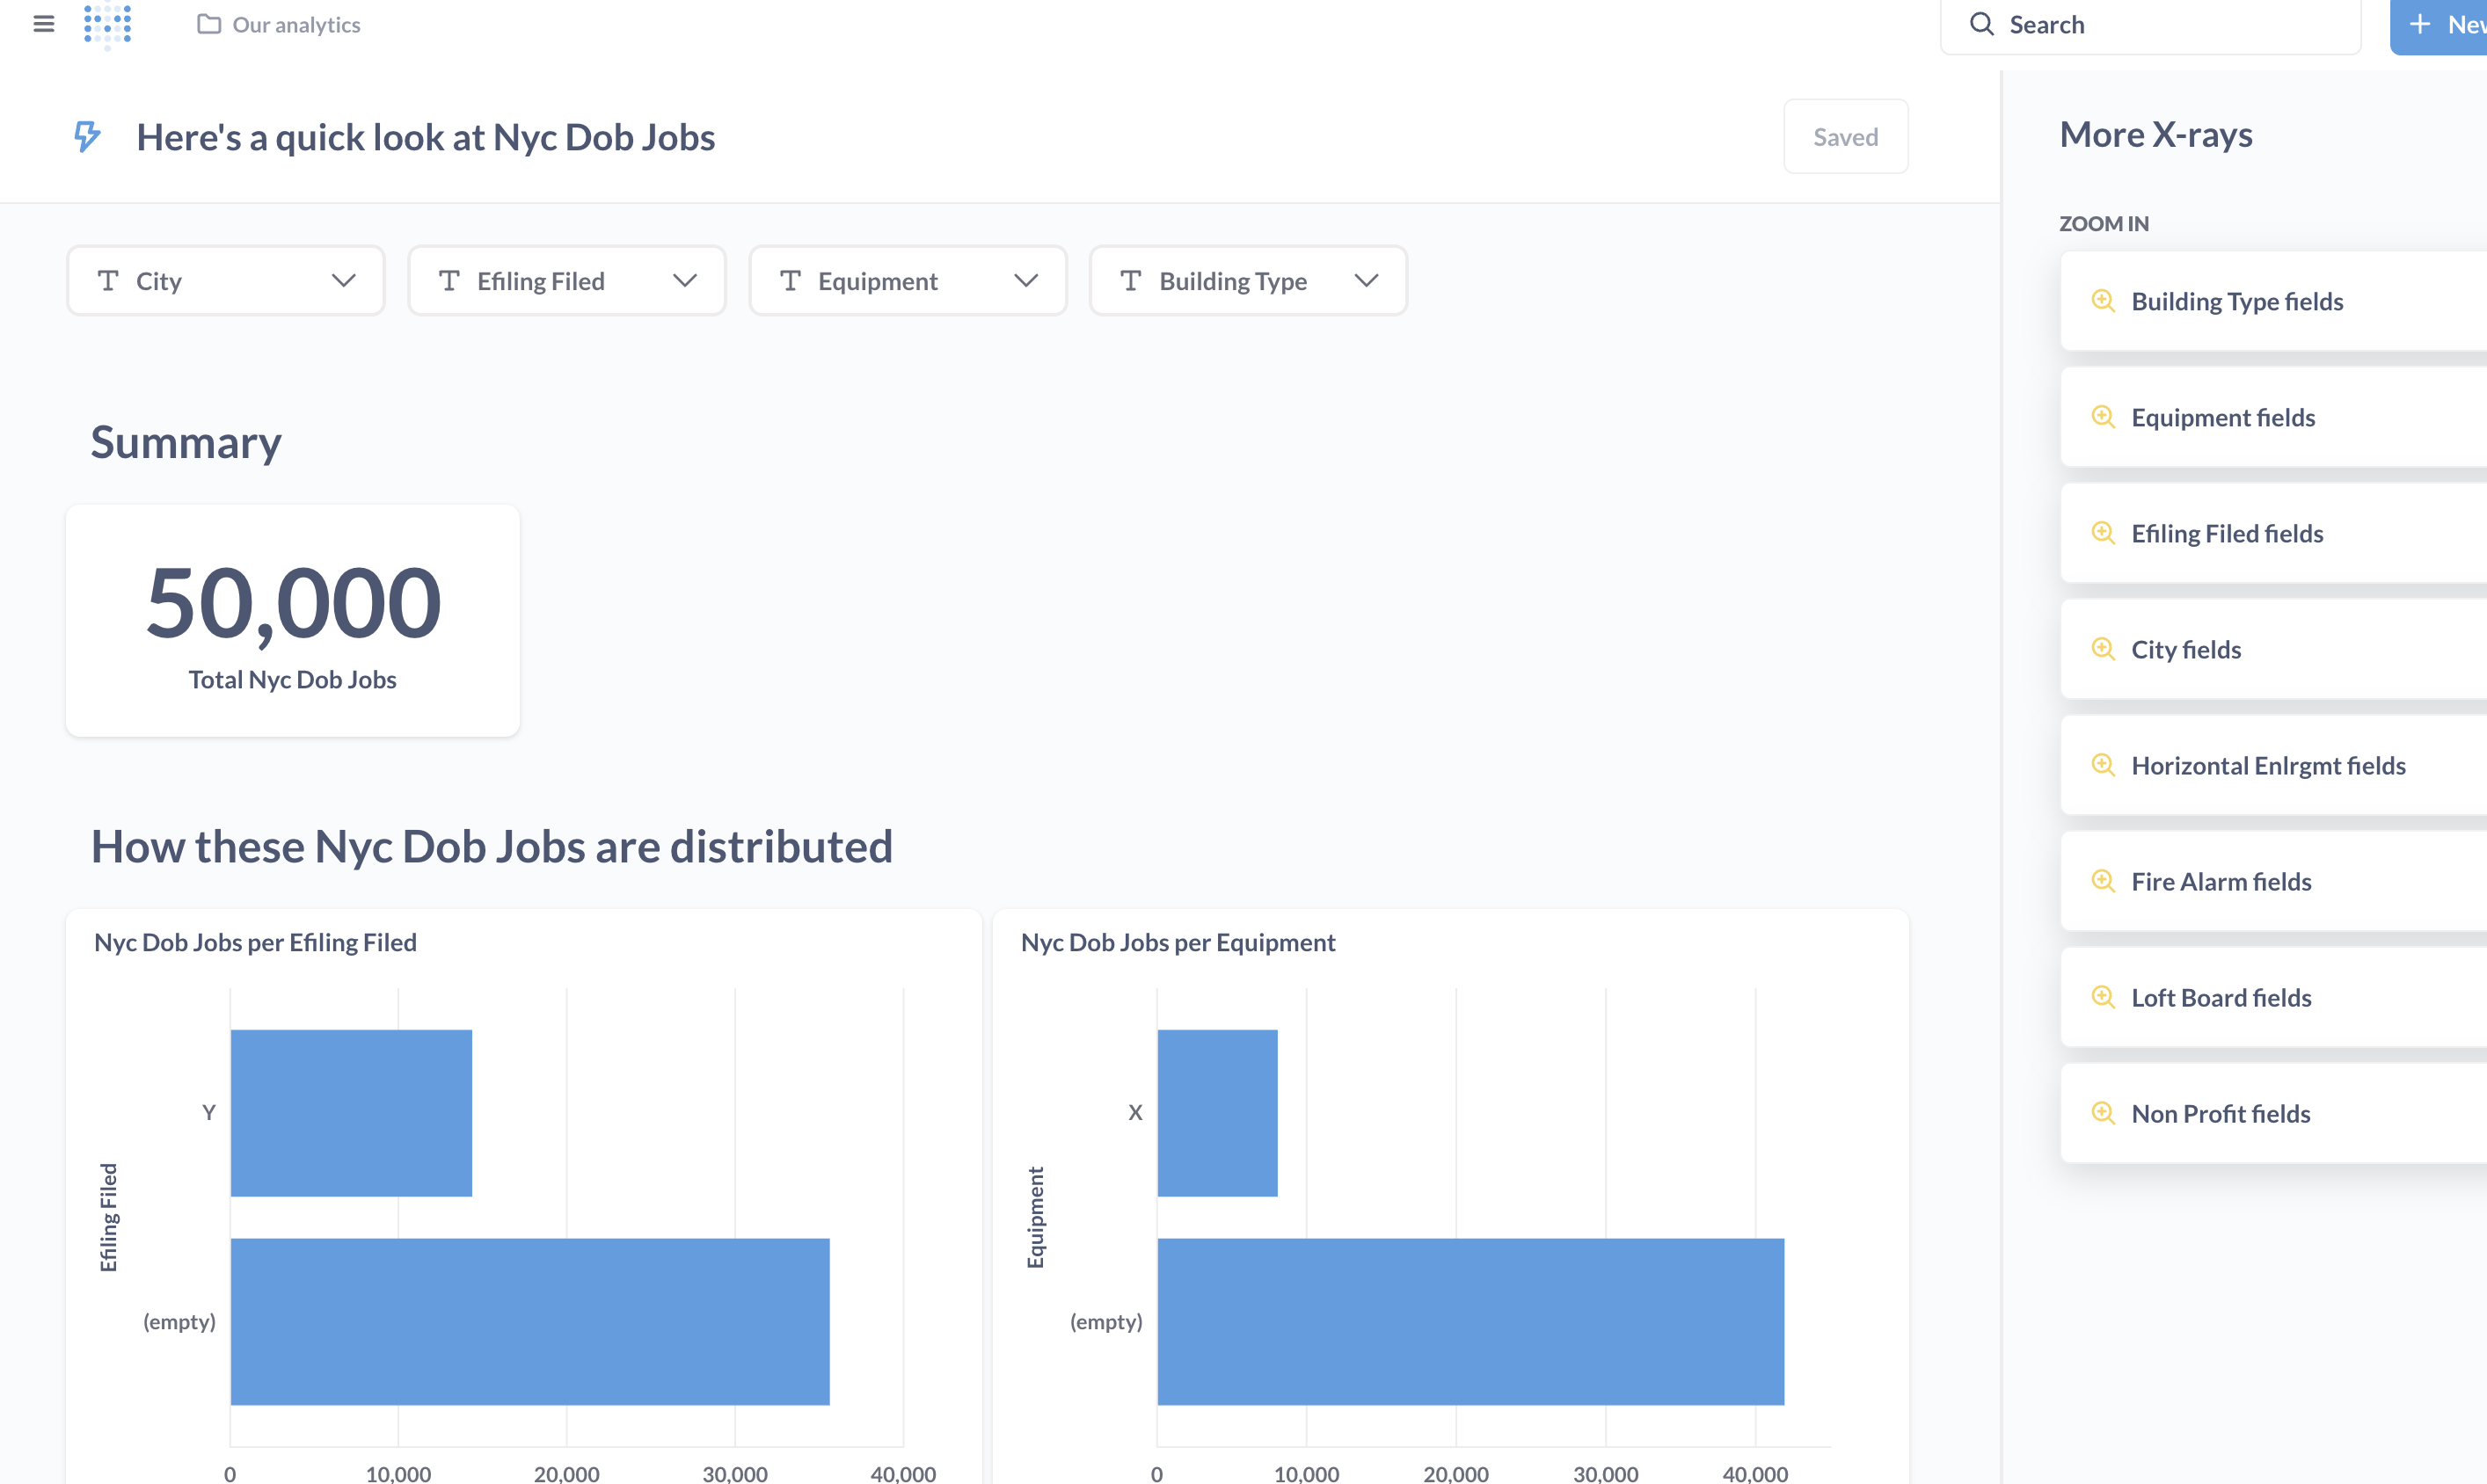 Our analytics
Search
Here's a quick look at Nyc Dob Jobs
Saved
City
Efiling Filed
Equipment
Building Type
Summary
50,000
Total Nyc Dob Jobs
How these Nyc Dob Jobs are distributed
Nyc Dob Jobs per Efiling Filed
Efiling Filed
Y
(empty)
0 10,000 20,000 30,000 40,000
Nyc Dob Jobs per Equipment
Equipment
X
(empty)
0 10,000 20,000 30,000 40,000
More X-rays
ZOOM IN
Building Type fields
Equipment fields
Efiling Filed fields
City fields
Horizontal Enlrgmt fields
Fire Alarm fields
Loft Board fields
Non Profit fields